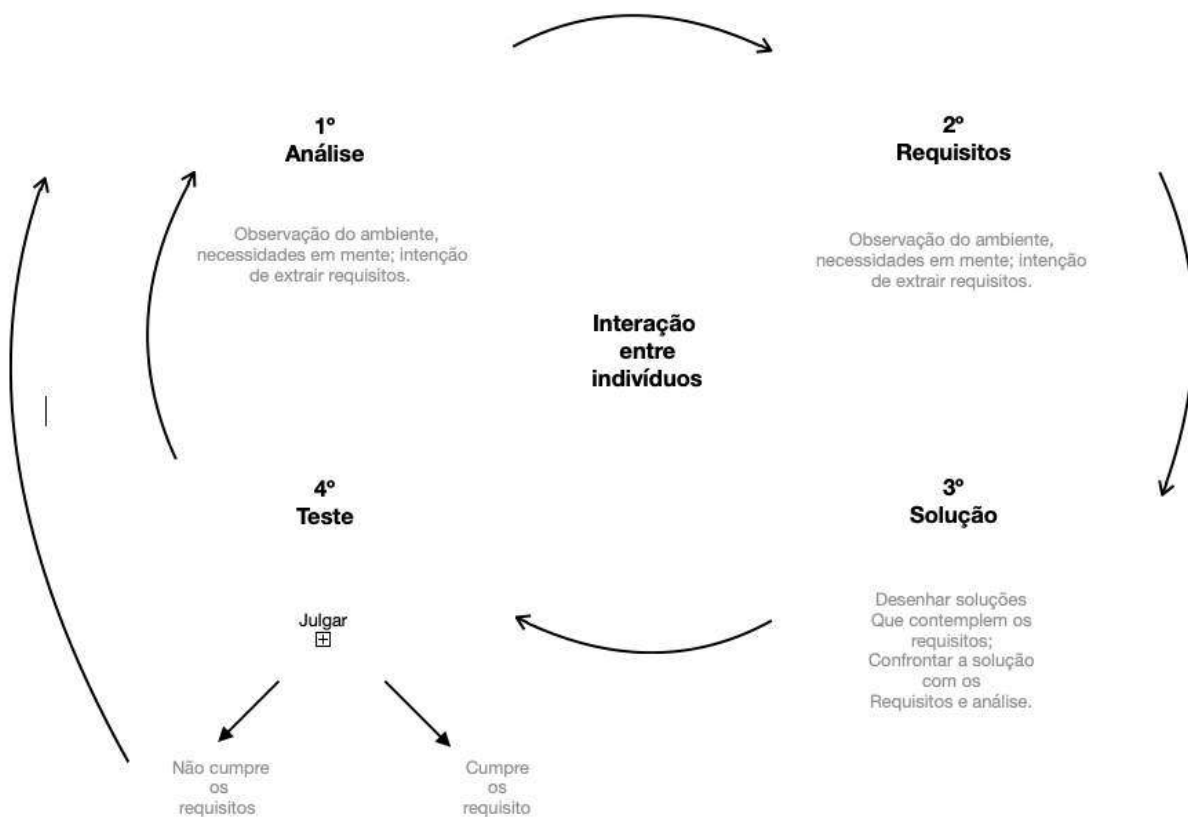 1º
Análise
Observação do ambiente,
necessidades em mente; intenção
de extrair requisitos.
2º
Requisitos
Observação do ambiente,
necessidades em mente; intenção
de extrair requisitos.
Interação
entre
indivíduos
3º
Solução
Desenhar soluções
Que contemplem os
requisitos;
Confrontar a solução
com os
Requisitos e análise.
4º
Teste
Julgar
Não cumpre
os
requisitos
Cumpre
os
requisito